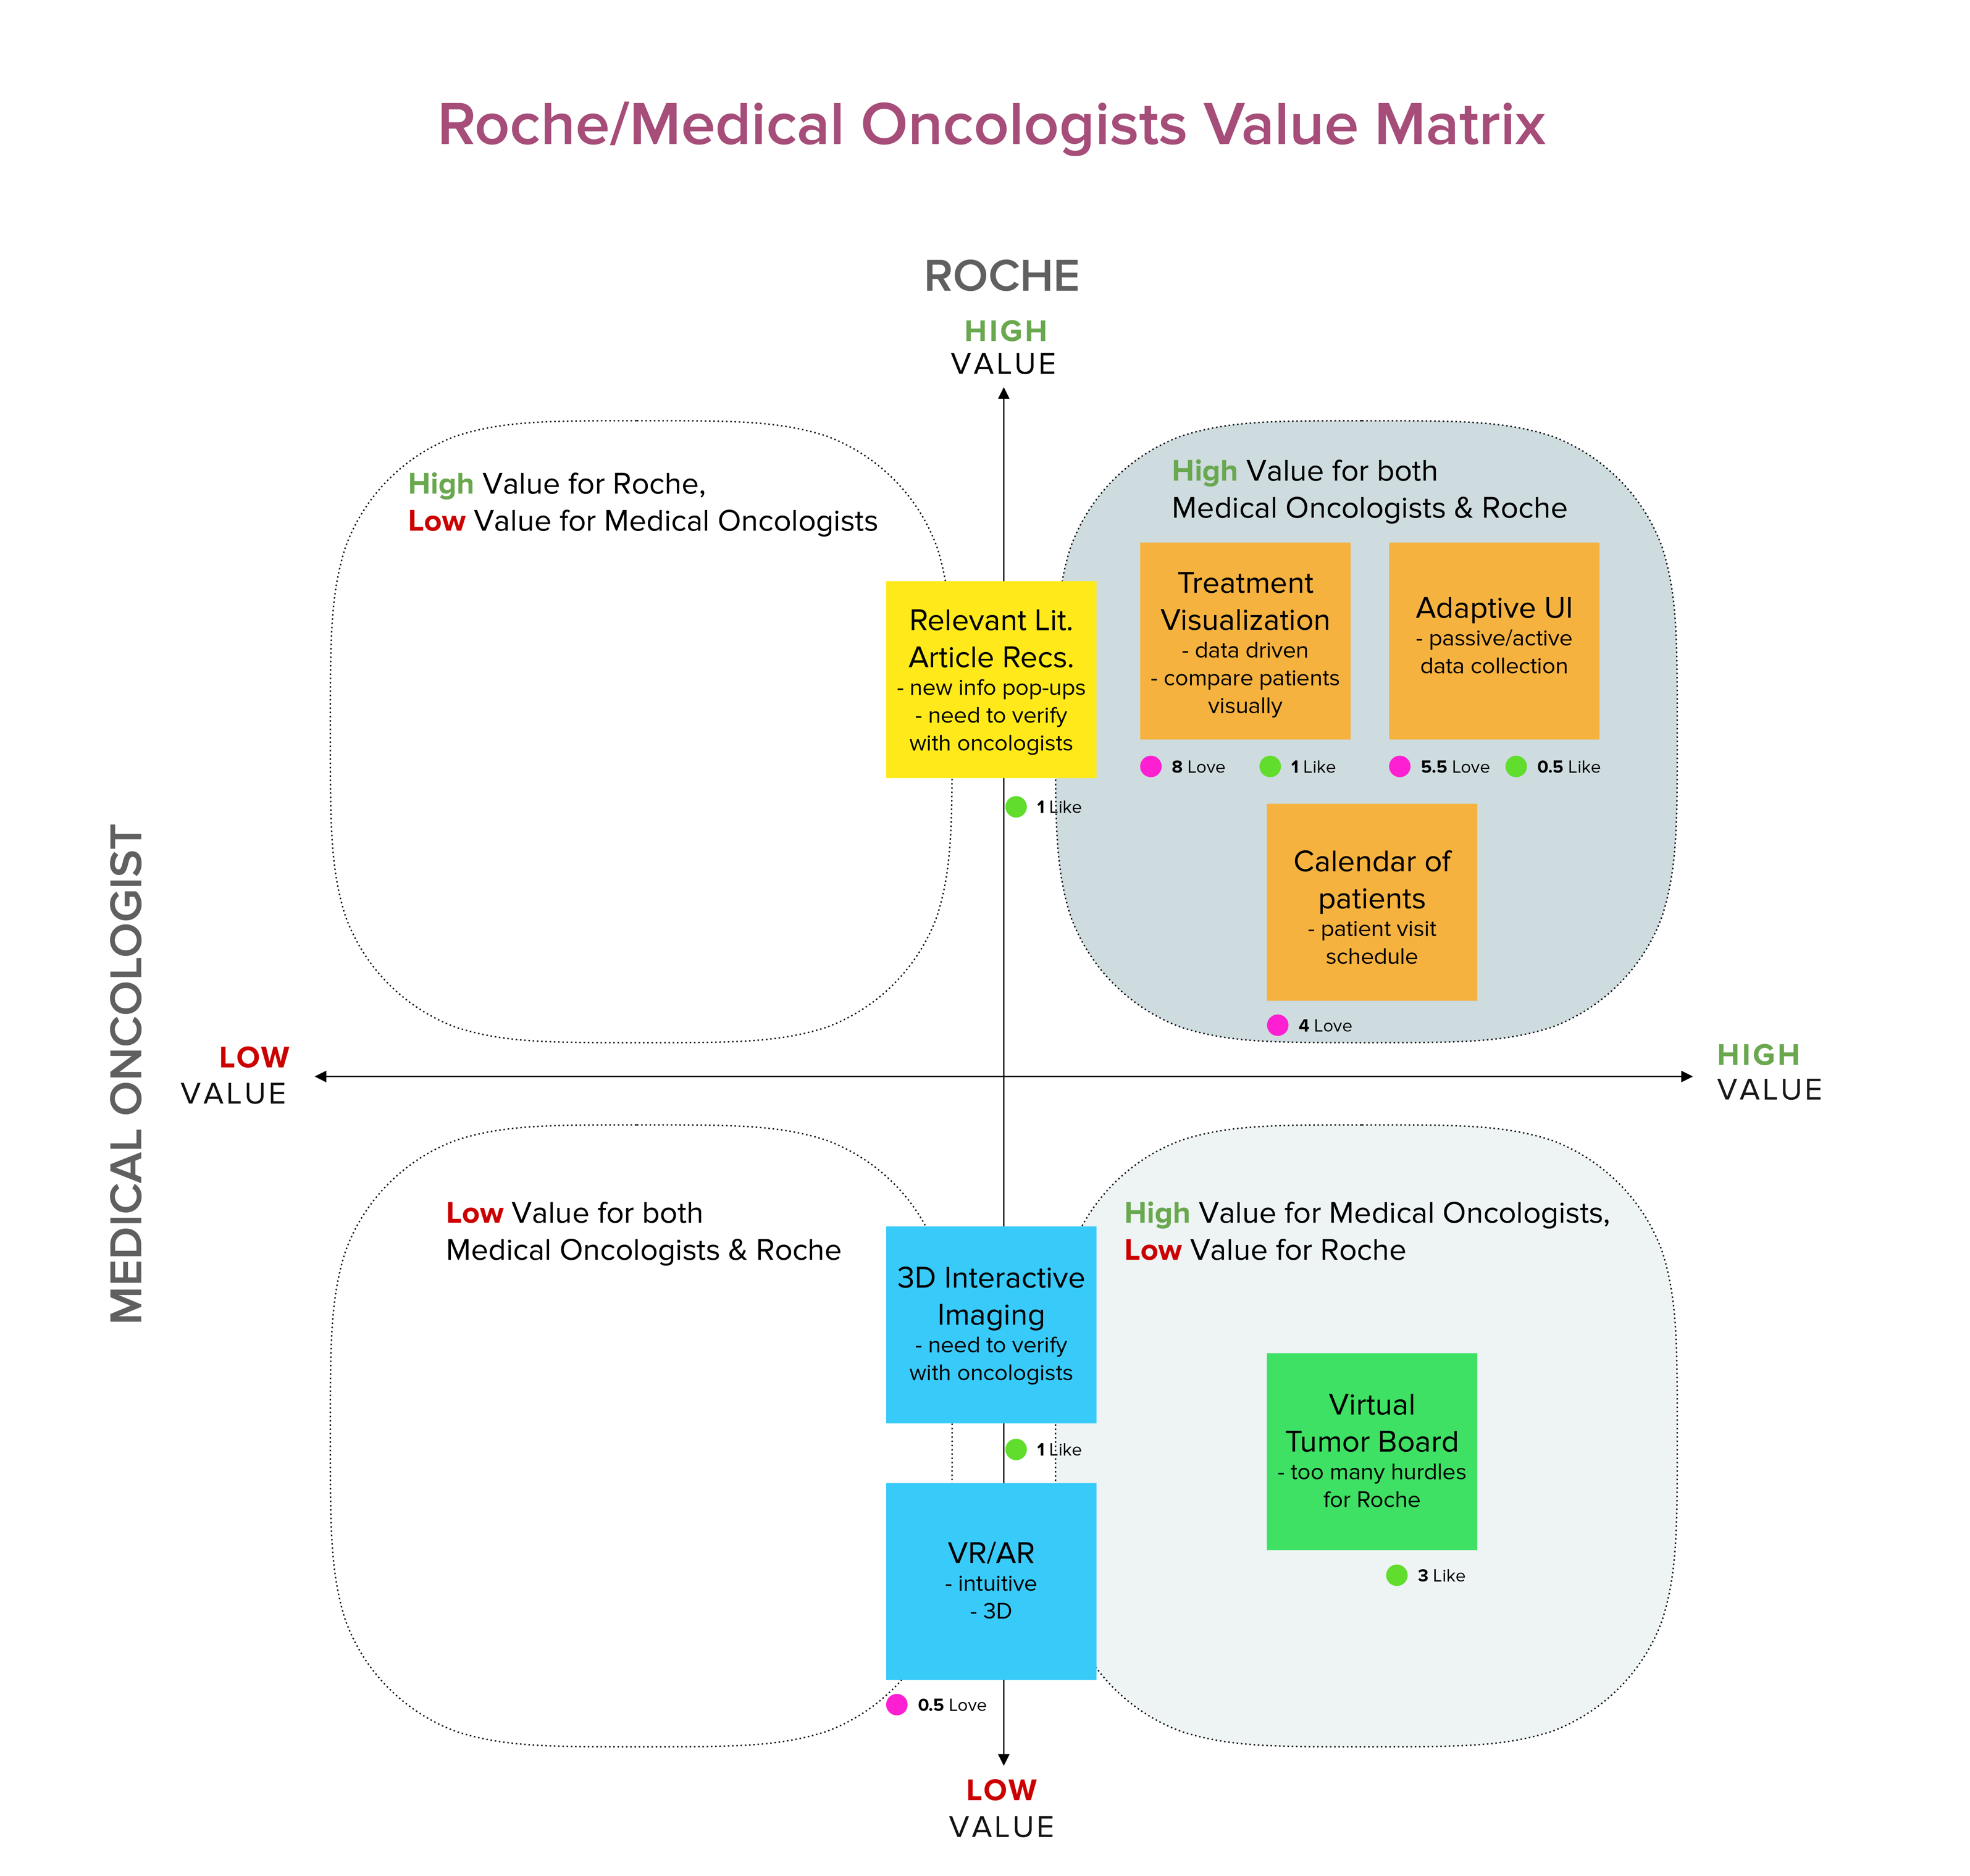 Roche/Medical Oncologists Value Matrix
ROCHE
HIGH
VALUE
High Value for Roche,
Low Value for Medical Oncologists
High Value for both
Medical Oncologists & Roche
Relevant Lit.
Article Recs.
- new info pop-ups
- need to verify
with oncologists
1 Like
Treatment
Visualization
- data driven
- compare patients
visually
8 Love
1 Like
Adaptive UI
- passive/active
data collection
5.5 Love
0.5 Like
Calendar of
patients
- patient visit
schedule
4 Love
MEDICAL ONCOLOGIST
LOW
VALUE
HIGH
VALUE
Low Value for both
Medical Oncologists & Roche
High Value for Medical Oncologists,
Low Value for Roche
3D Interactive
Imaging
- need to verify
with oncologists
1 Like
VR/AR
- intuitive
- 3D
0.5 Love
Virtual
Tumor Board
- too many hurdles
for Roche
3 Like
LOW
VALUE